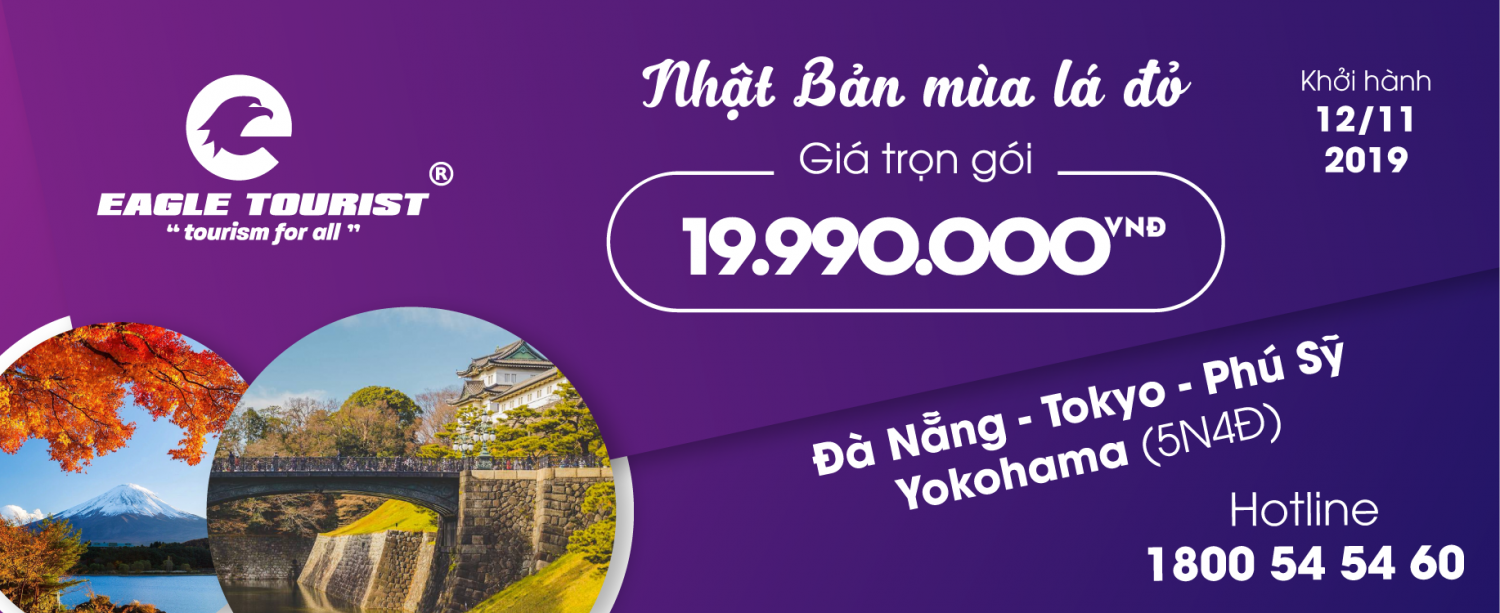 EAGLE TOURIST®
“ tourism for all ”
Nhật Bản mùa lá đỏ
Giá trọn gói
19.990.000VNĐ
Khởi hành
12/11
2019
Đà Nẵng - Tokyo - Phú Sỹ
Yokohama (5N4Đ)
Hotline
1800 54 54 60